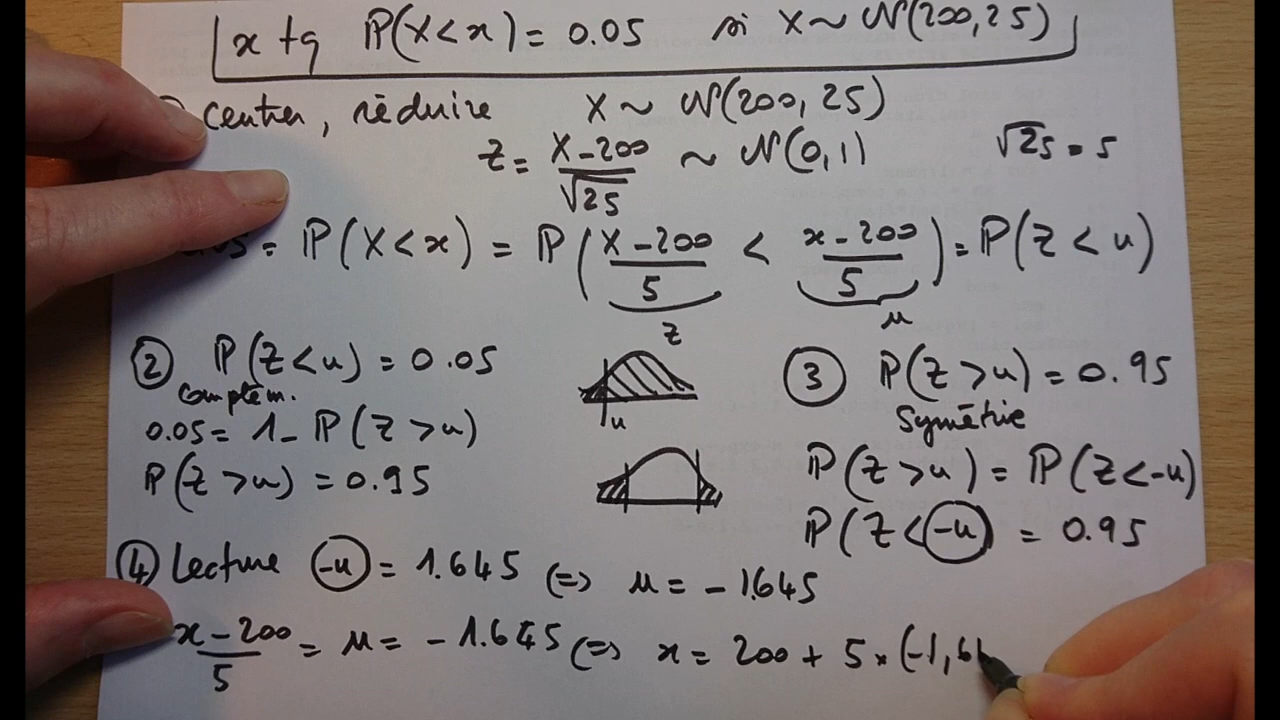 x tq ℙ(X<x) = 0.05 si X ~ 𝒩(200,25)
centrer, réduire X ~ 𝒩(200,25)
Z = (X-200)/√25 ~ 𝒩(0,1) √25 = 5
= ℙ(X<x) = ℙ((X-200)/5 < (x-200)/5) = ℙ(Z<u)
Z u
② ℙ(Z<u) = 0.05
complém.
0.05 = 1 - ℙ(Z>u)
ℙ(Z>u) = 0.95
u
③ ℙ(Z>u) = 0.95
Symétrie
ℙ(Z>u) = ℙ(Z<-u)
ℙ(Z<-u) = 0.95
④ Lecture -u = 1.645 (=) u = -1.645
(x-200)/5 = u = -1.645 (=) x = 200 + 5 × (-1,6